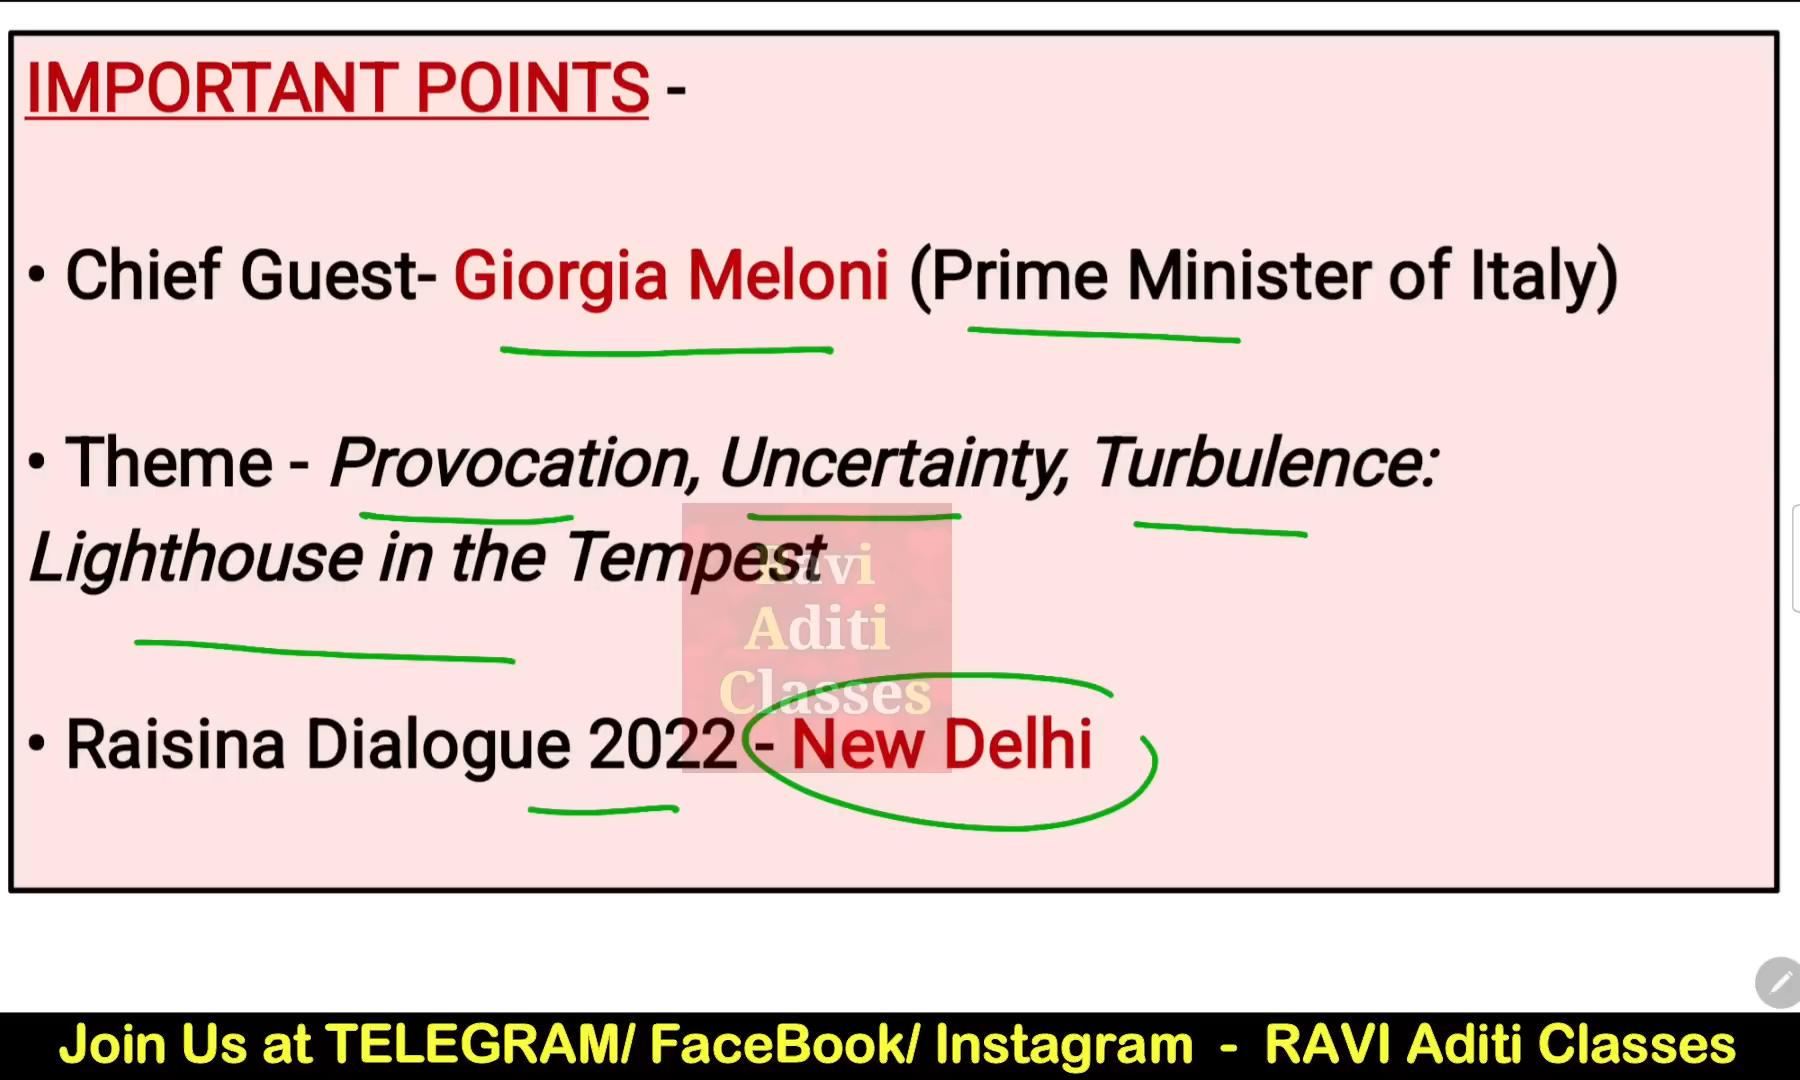 IMPORTANT POINTS -
• Chief Guest- Giorgia Meloni (Prime Minister of Italy)
• Theme - Provocation, Uncertainty, Turbulence:
Lighthouse in the Tempest
Ravi
Aditi
Classes
• Raisina Dialogue 2022 - New Delhi
Join Us at TELEGRAM/ FaceBook/ Instagram - RAVI Aditi Classes